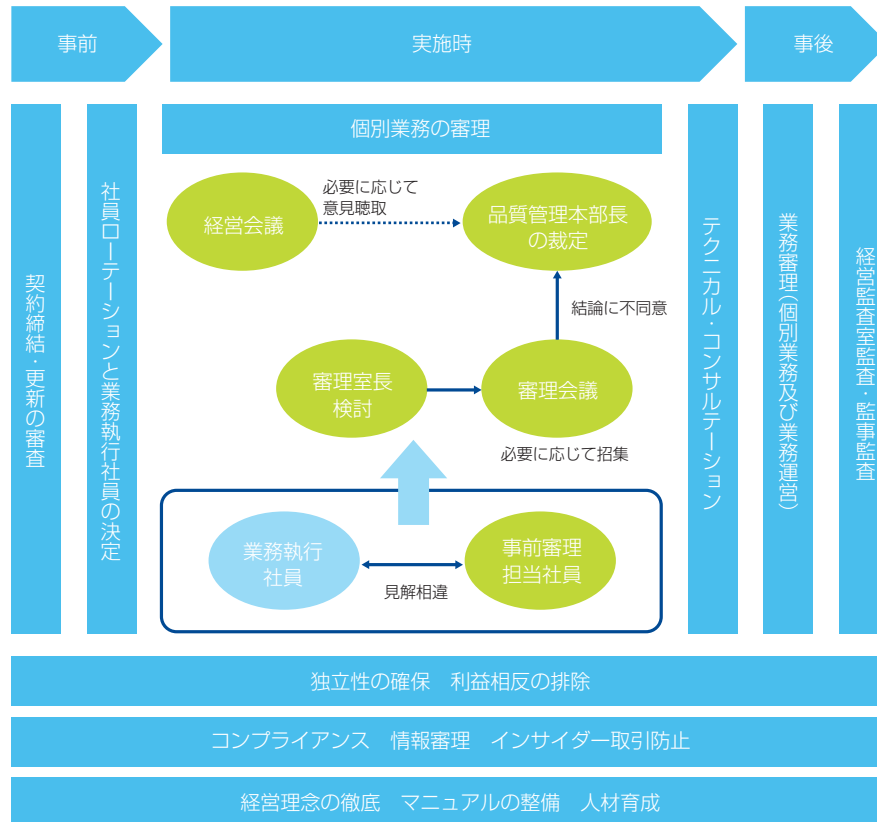 事前
実施時
事後
契約締結・更新の審査
社員ローテーションと業務執行社員の決定
個別業務の審理
経営会議
必要に応じて
意見聴取
品質管理本部長
の裁定
結論に不同意
審理室長
検討
審理会議
必要に応じて招集
業務執行
社員
見解相違
事前審理
担当社員
テクニカル・コンサルテーション
業務審理（個別業務及び業務運営）
経営監査室監査・監事監査
独立性の確保　利益相反の排除
コンプライアンス　情報審理　インサイダー取引防止
経営理念の徹底　マニュアルの整備　人材育成